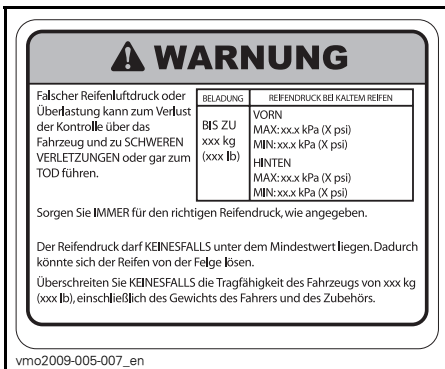 WARNUNG
Falscher Reifenluftdruck oder
Überlastung kann zum Verlust
der Kontrolle über das
Fahrzeug und zu SCHWEREN
VERLETZUNGEN oder gar zum
TOD führen.
BELADUNG
REIFENDRUCK BEI KALTEM REIFEN
BIS ZU
xxx kg
(xxx lb)
VORN
MAX: xx.x kPa (X psi)
MIN: xx.x kPa (X psi)
HINTEN
MAX: xx.x kPa (X psi)
MIN: xx.x kPa (X psi)
Sorgen Sie IMMER für den richtigen Reifendruck, wie angegeben.
Der Reifendruck darf KEINESFALLS unter dem Mindestwert liegen. Dadurch
könnte sich der Reifen von der Felge lösen.
Überschreiten Sie KEINESFALLS die Tragfähigkeit des Fahrzeugs von xxx kg
(xxx lb), einschließlich des Gewichts des Fahrers und des Zubehörs.
vmo2009-005-007_en